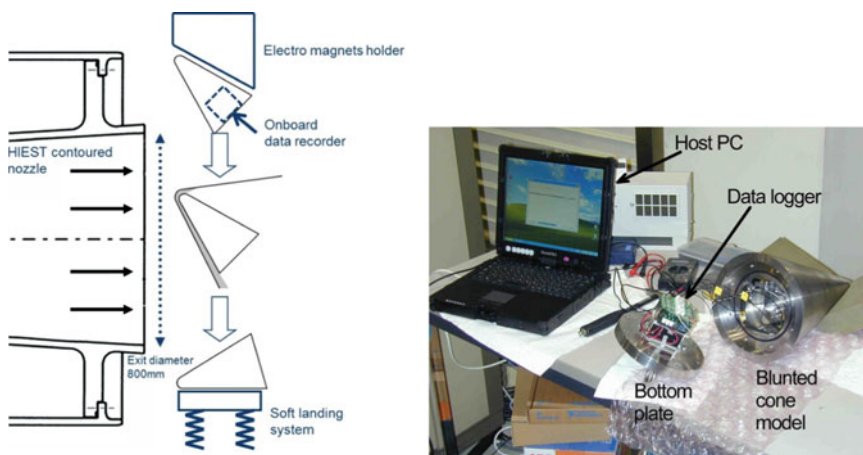 Electro magnets holder
Onboard
data recorder
HIEST contoured
nozzle
Exit diameter
800mm
Soft landing
system
Host PC
Data logger
Bottom
plate
Blunted
cone
model